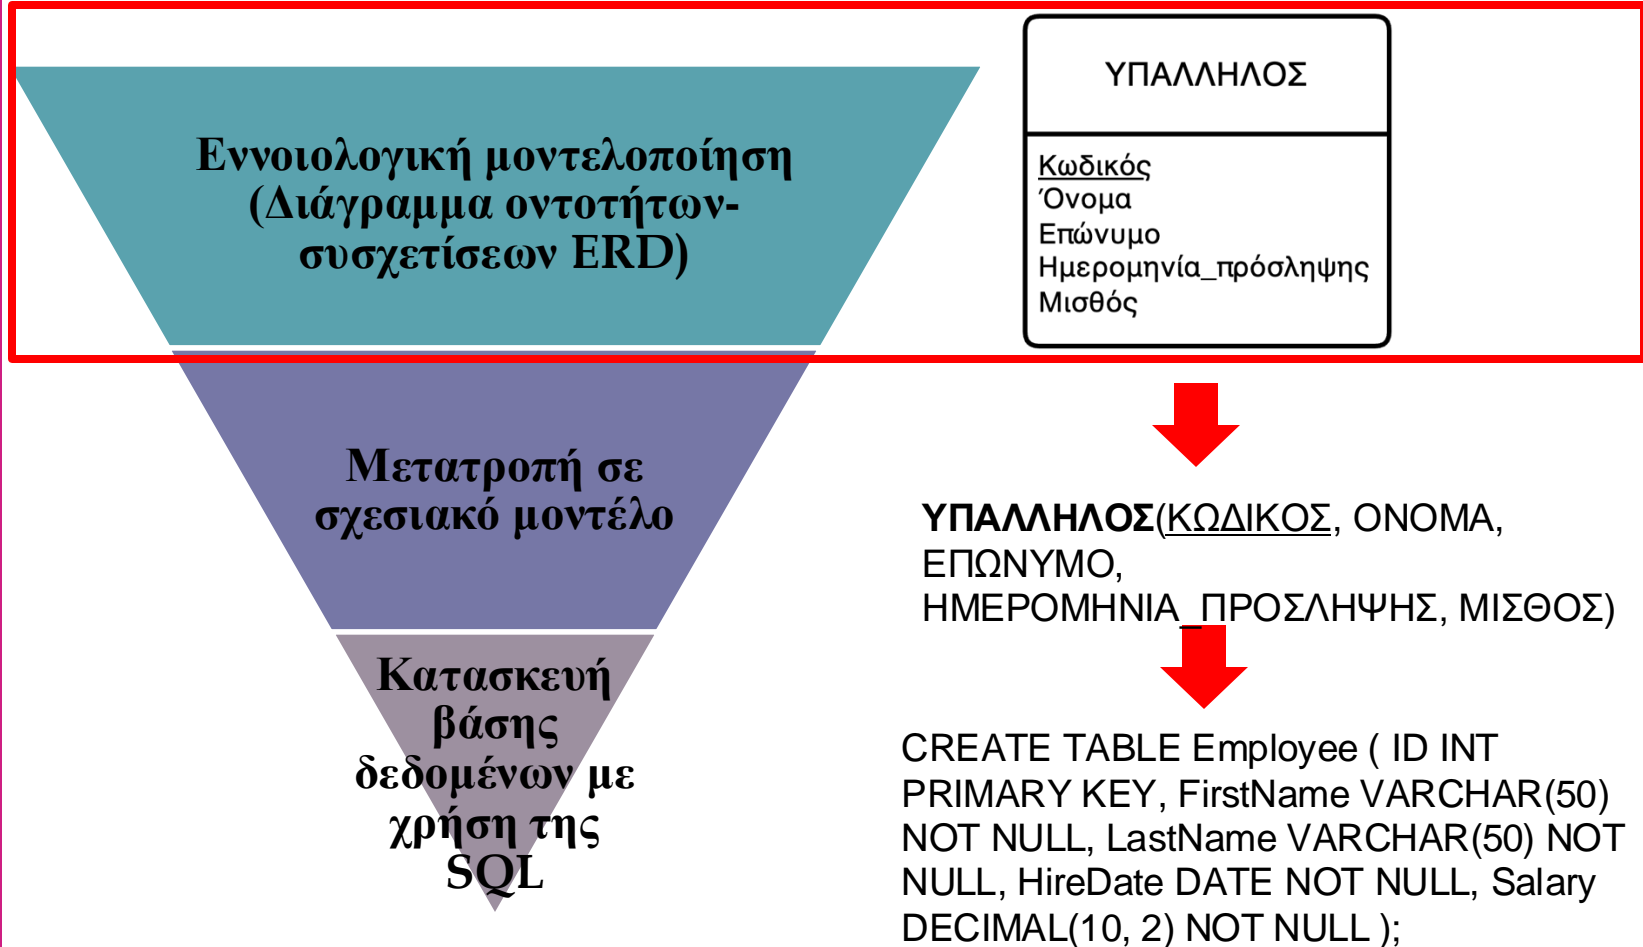 Εννοιολογική μοντελοποίηση
(Διάγραμμα οντοτήτων-
συσχετίσεων ERD)
ΥΠΑΛΛΗΛΟΣ
Κωδικός
Όνομα
Επώνυμο
Ημερομηνία_πρόσληψης
Μισθός
Μετατροπή σε
σχεσιακό μοντέλο
ΥΠΑΛΛΗΛΟΣ(ΚΩΔΙΚΟΣ, ΟΝΟΜΑ,
ΕΠΩΝΥΜΟ,
ΗΜΕΡΟΜΗΝΙΑ_ΠΡΟΣΛΗΨΗΣ, ΜΙΣΘΟΣ)
Κατασκευή
βάσης
δεδομένων με
χρήση της
SQL
CREATE TABLE Employee ( ID INT
PRIMARY KEY, FirstName VARCHAR(50)
NOT NULL, LastName VARCHAR(50) NOT
NULL, HireDate DATE NOT NULL, Salary
DECIMAL(10, 2) NOT NULL );